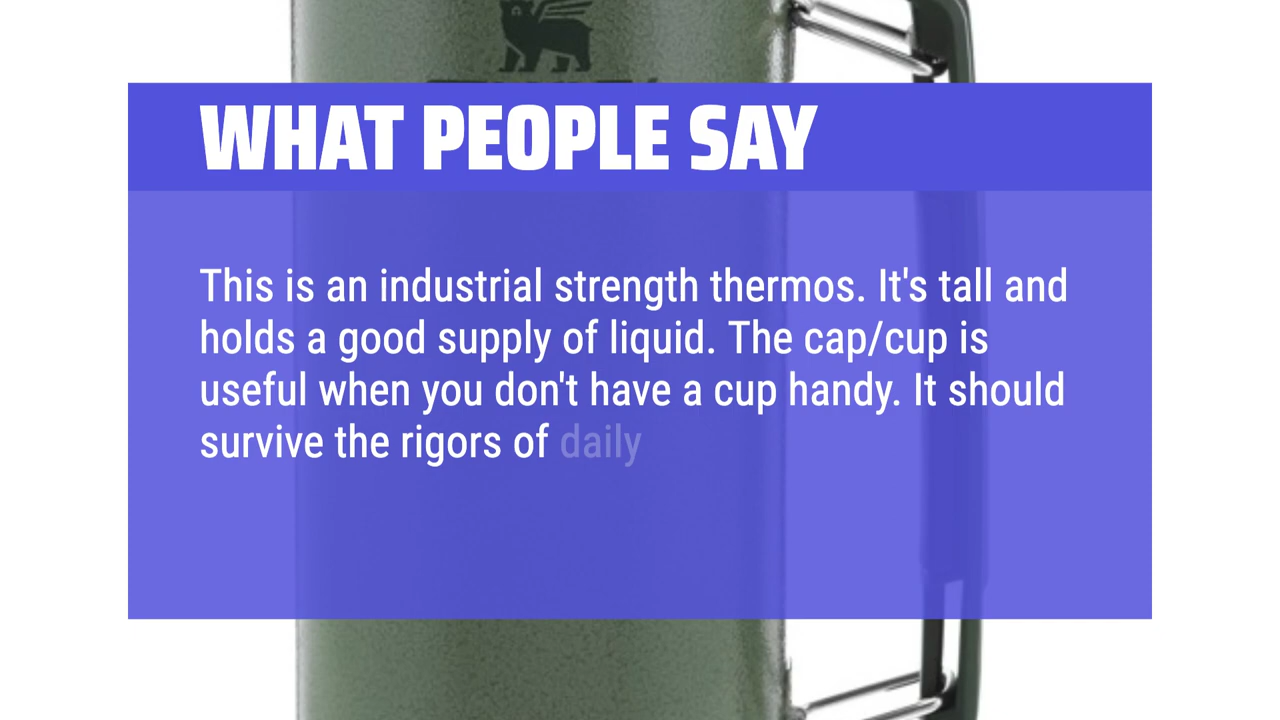 WHAT PEOPLE SAY
This is an industrial strength thermos. It's tall and
holds a good supply of liquid. The cap/cup is
useful when you don't have a cup handy. It should
survive the rigors of daily